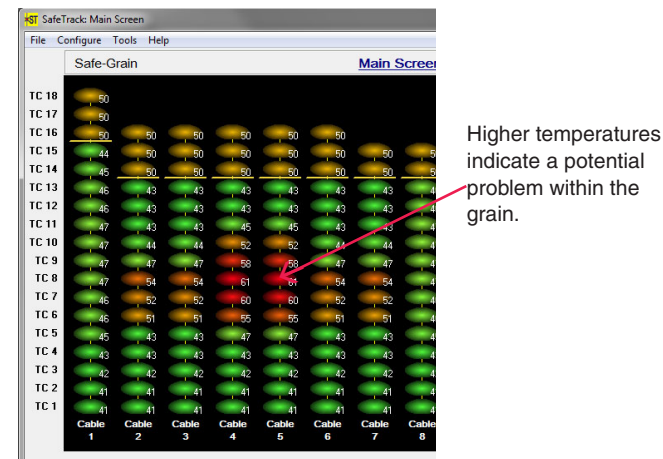 ST SafeTrack: Main Screen
File Configure Tools Help
Safe-Grain Main Screen
TC 18 50
TC 17 50
TC 16 50 50 50 50 50 50
TC 15 44 50 50 50 50 50 50
TC 14 45 50 50 50 50 50 50
TC 13 46 43 43 43 43 43 43
TC 12 46 43 43 43 43 43 43
TC 11 47 43 43 45 45 43 43
TC 10 47 44 44 52 52 44 44
TC 9 47 47 47 58 58 47 47
TC 8 47 54 54 61 61 54 54
TC 7 46 52 52 60 60 52 52
TC 6 46 51 51 55 55 51 51
TC 5 45 43 43 47 47 43 43
TC 4 43 43 43 43 43 43 43
TC 3 42 42 42 42 42 42 42
TC 2 41 41 41 41 41 41 41
TC 1 41 41 41 41 41 41 41
Cable Cable Cable Cable Cable Cable Cable Cable
1 2 3 4 5 6 7 8
Higher temperatures
indicate a potential
problem within the
grain.